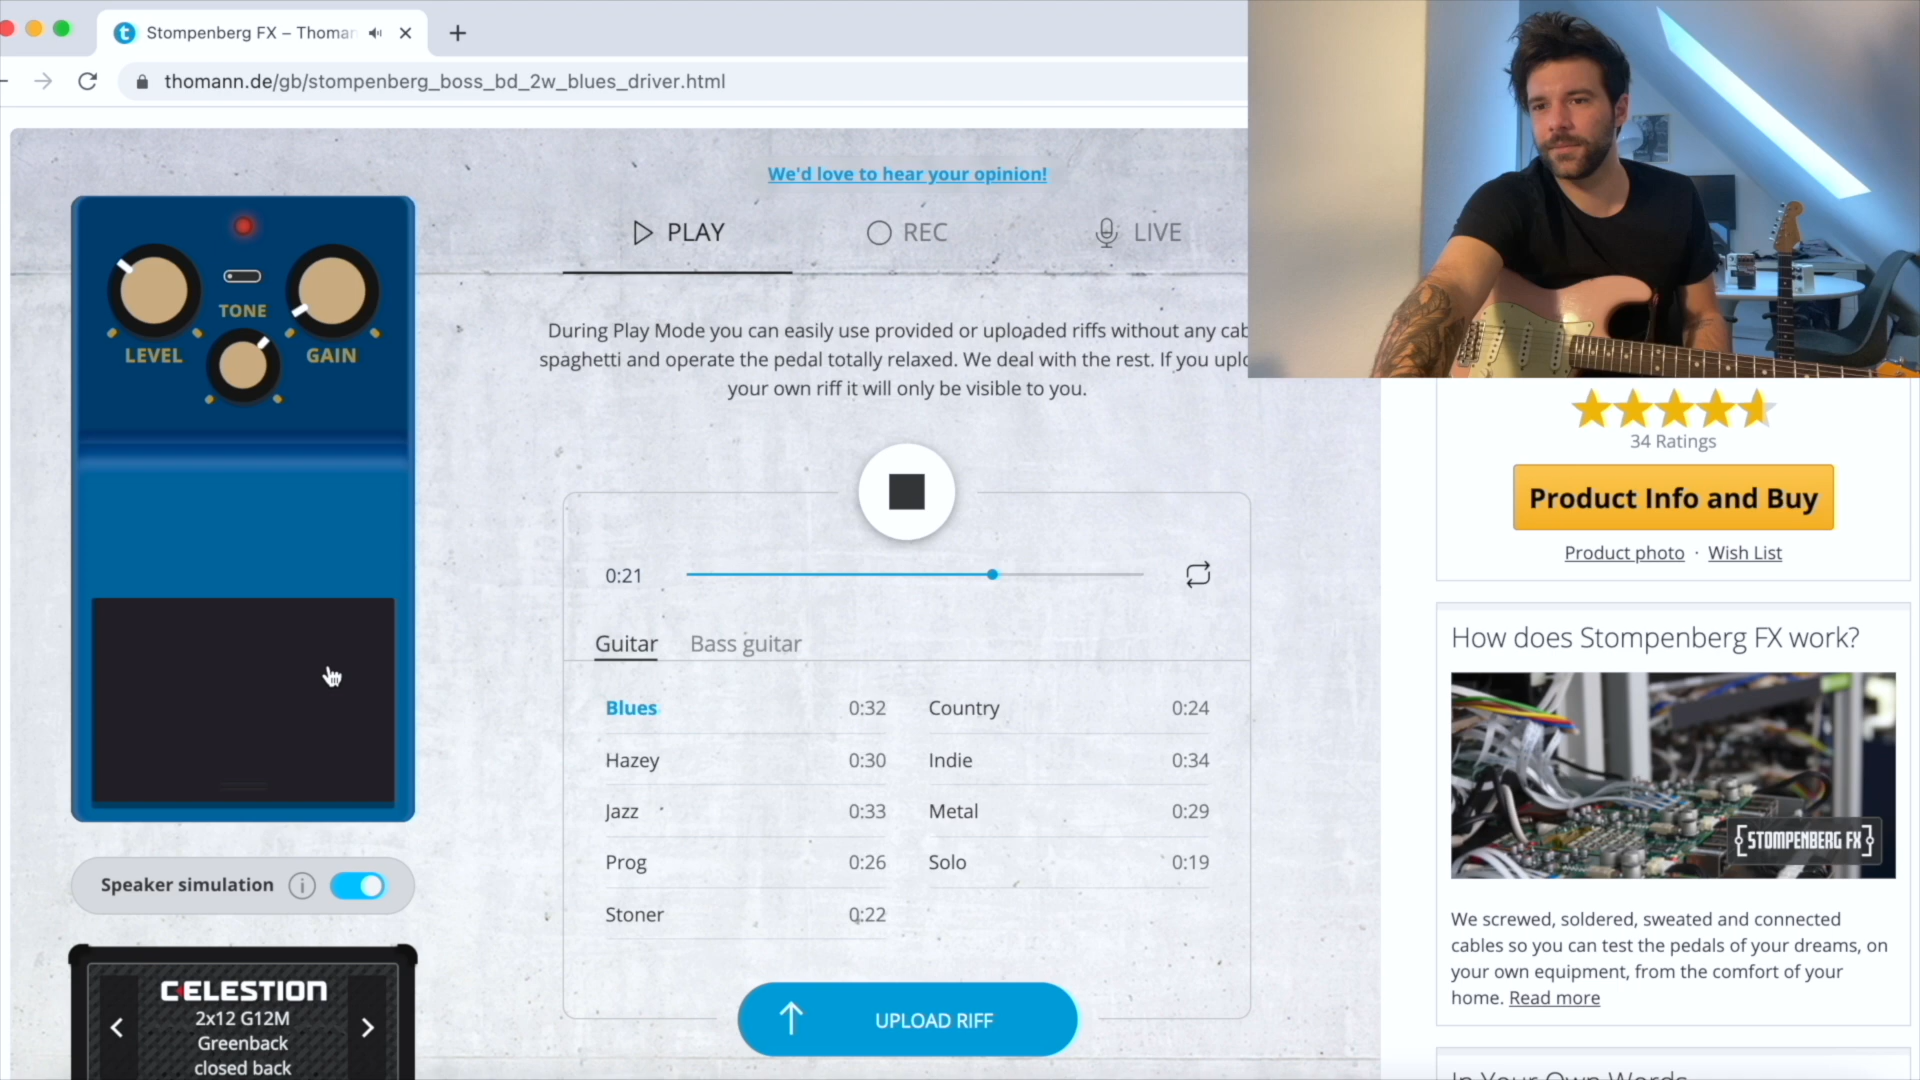 Stompenberg FX – Thoman
thomann.de/gb/stompenberg_boss_bd_2w_blues_driver.html
We'd love to hear your opinion!
PLAY
REC
LIVE
TONE
LEVEL
GAIN
During Play Mode you can easily use provided or uploaded riffs without any cab
spaghetti and operate the pedal totally relaxed. We deal with the rest. If you uplo
your own riff it will only be visible to you.
0:21
Guitar
Bass guitar
Blues 0:32
Country 0:24
Hazey 0:30
Indie 0:34
Jazz 0:33
Metal 0:29
Prog 0:26
Solo 0:19
Stoner 0:22
UPLOAD RIFF
Speaker simulation
CELESTION
2x12 G12M
Greenback
closed back
34 Ratings
Product Info and Buy
Product photo · Wish List
How does Stompenberg FX work?
STOMPENBERG FX
We screwed, soldered, sweated and connected
cables so you can test the pedals of your dreams, on
your own equipment, from the comfort of your
home. Read more
In Your Own Words